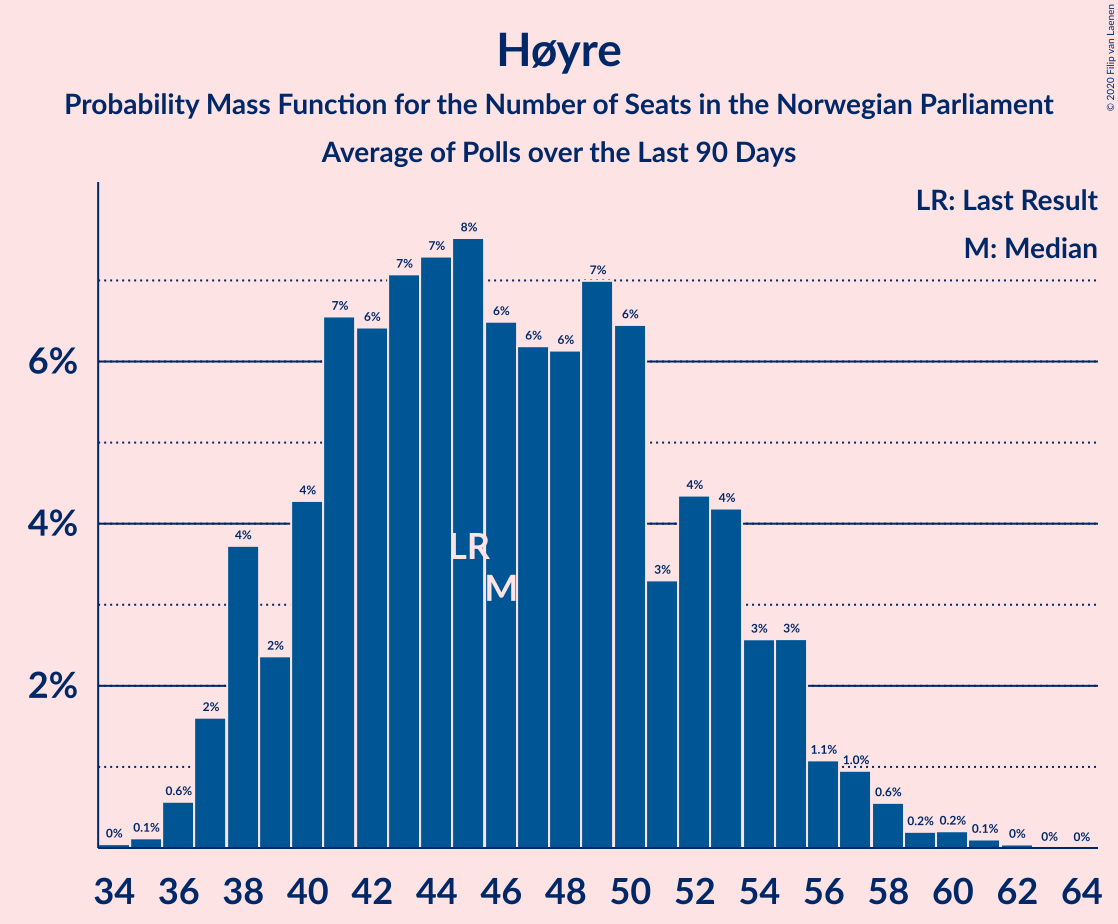 Høyre
Probability Mass Function for the Number of Seats in the Norwegian Parliament
Average of Polls over the Last 90 Days
© 2020 Filip van Laenen
LR: Last Result
M: Median
6%
4%
2%
0% 0.1% 0.6% 2% 4% 2% 4% 7% 6% 7% 7% 8% 6% 6% 6% 7% 6% 3% 4% 4% 3% 3% 1.1% 1.0% 0.6% 0.2% 0.2% 0.1% 0% 0% 0%
LR
M
34 36 38 40 42 44 46 48 50 52 54 56 58 60 62 64